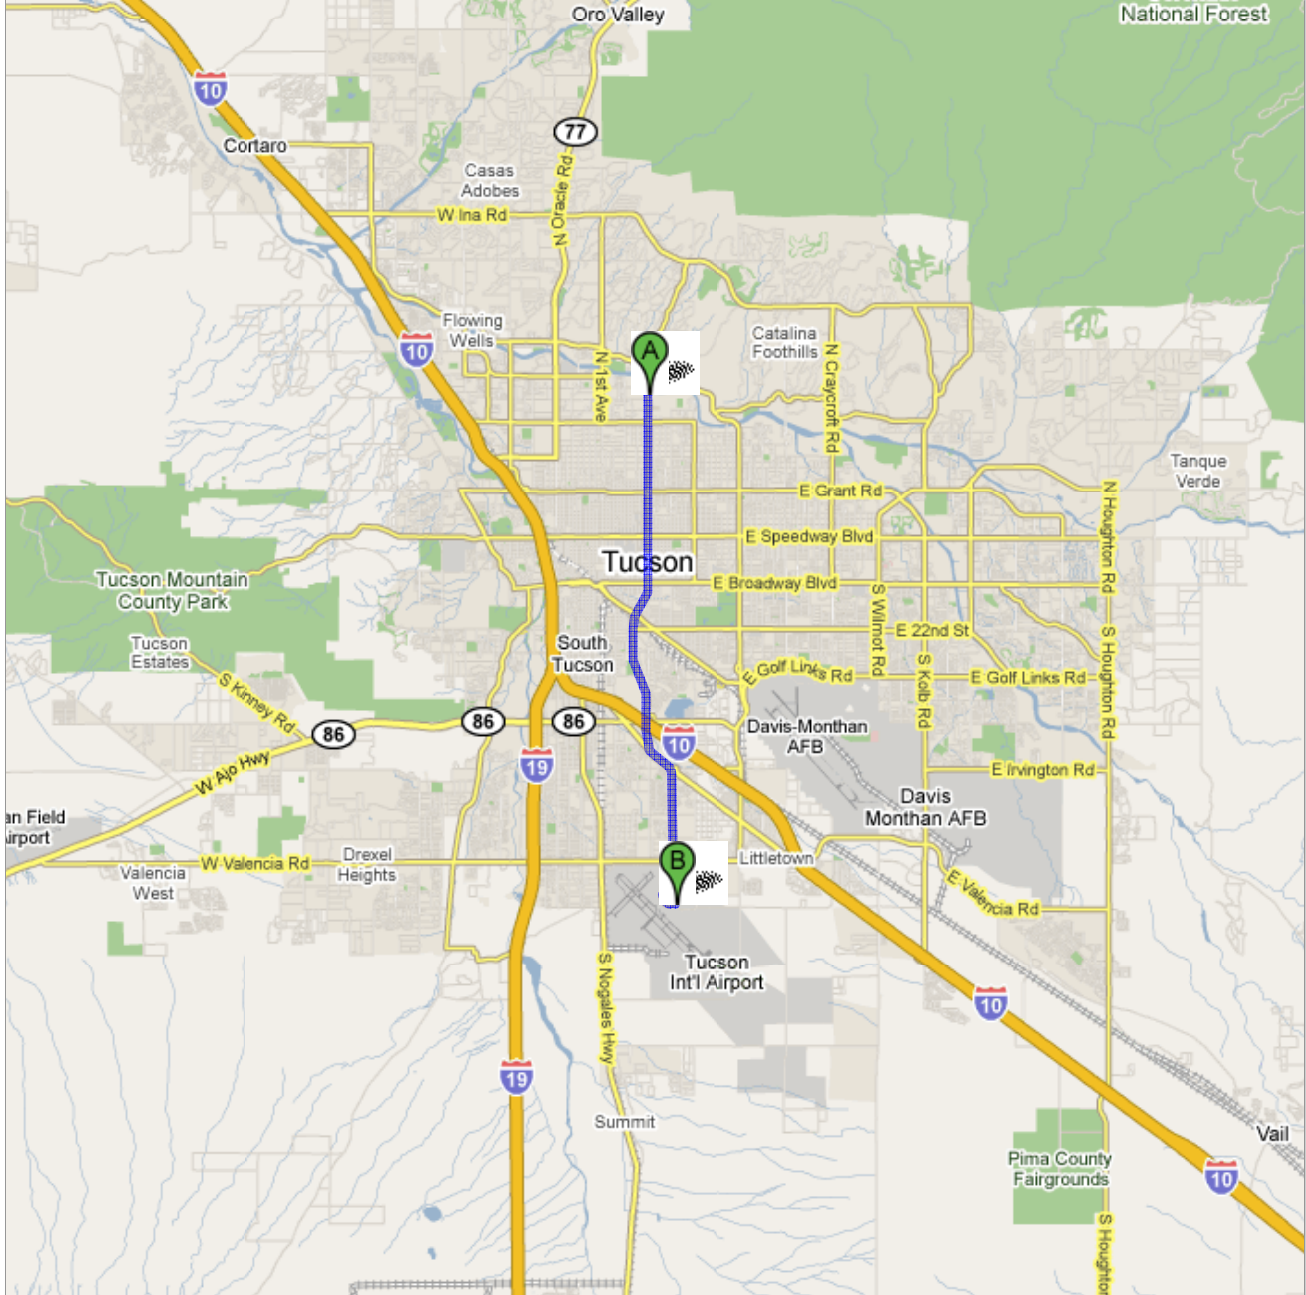 Oro Valley
National Forest
10
77
Cortaro
Casas
Adobes
N Oracle Rd
W Ina Rd
Flowing
Wells
10
A
Catalina
Foothills
N 1st Ave
N Craycroft Rd
Tanque
Verde
E Grant Rd
N Houghton Rd
E Speedway Blvd
Tucson
Tucson Mountain
County Park
E Broadway Blvd
S Wilmot Rd
E 22nd St
South
Tucson
Tucson
Estates
S Kinney Rd
E Golf Links Rd
E Golf Links Rd
S Kolb Rd
S Houghton Rd
86
86
86
10
Davis-Monthan
AFB
19
W Ajo Hwy
E Irvington Rd
Davis
Monthan AFB
an Field
Airport
W Valencia Rd
Drexel
Heights
B
Littletown
Valencia
West
E Valencia Rd
Tucson
Int'l Airport
S Nogales Hwy
10
19
Summit
Vail
Pima County
Fairgrounds
10
S Houghton